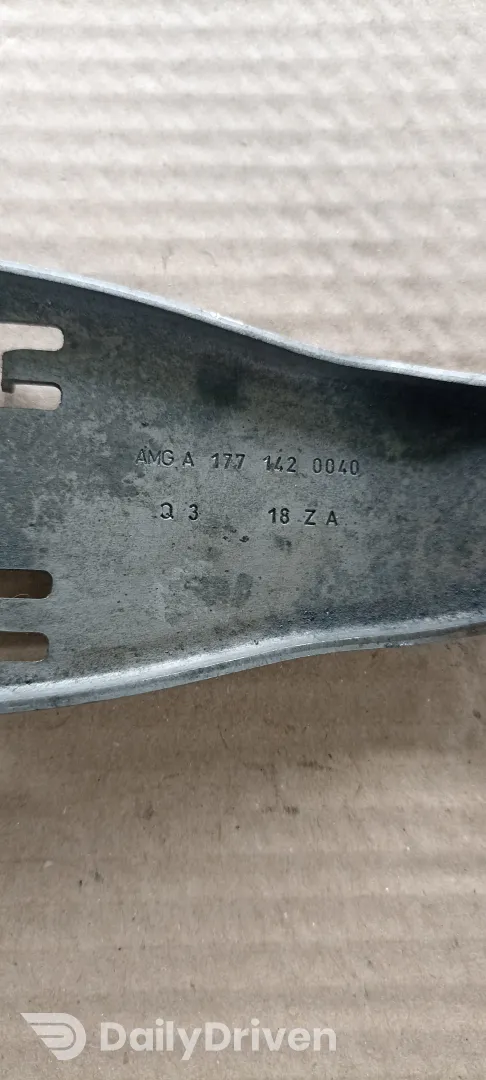 AMG A 177 142 0040
Q 3 18 Z A
DailyDriven